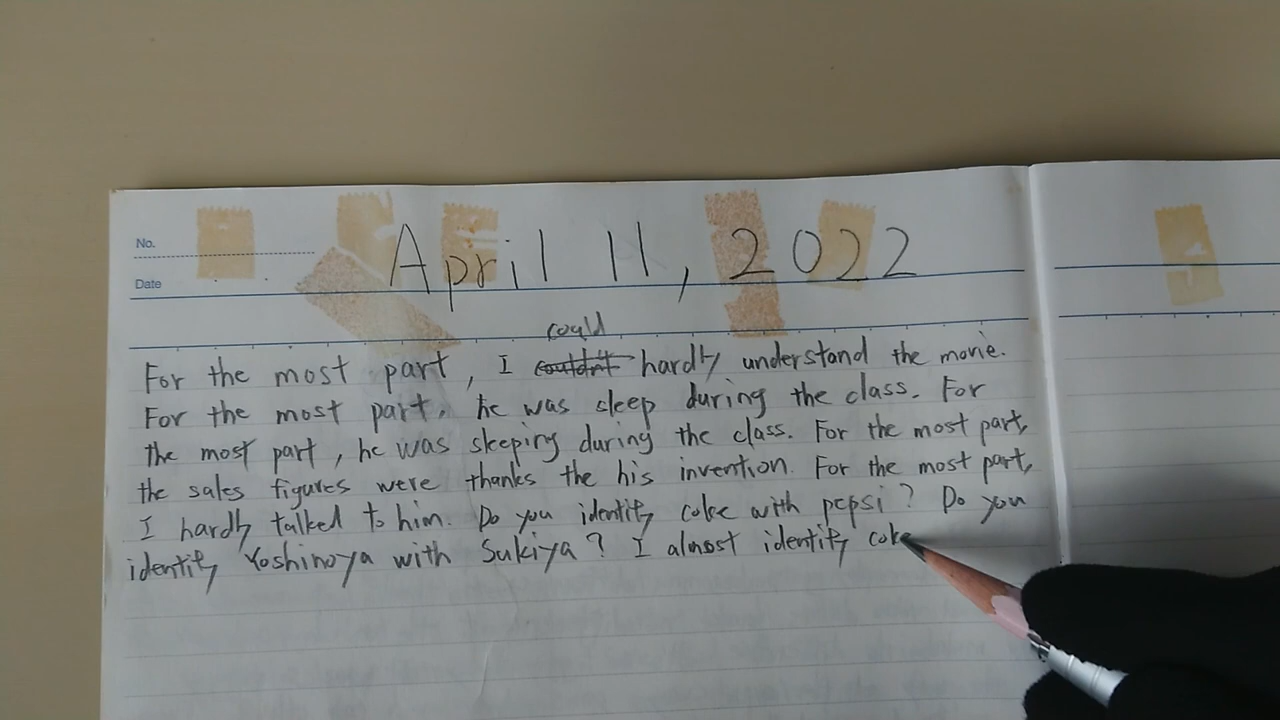 No.
April 11, 2022
Date
could
For the most part, I couldn't hardly understand the movie.
For the most part, he was sleep during the class. For
the most part, he was sleeping during the class. For the most part,
the sales figures were thanks the his invention. For the most part,
I hardly talked to him. Do you identify coke with pepsi? Do you
identify Yoshinoya with Sukiya? I almost identify coke